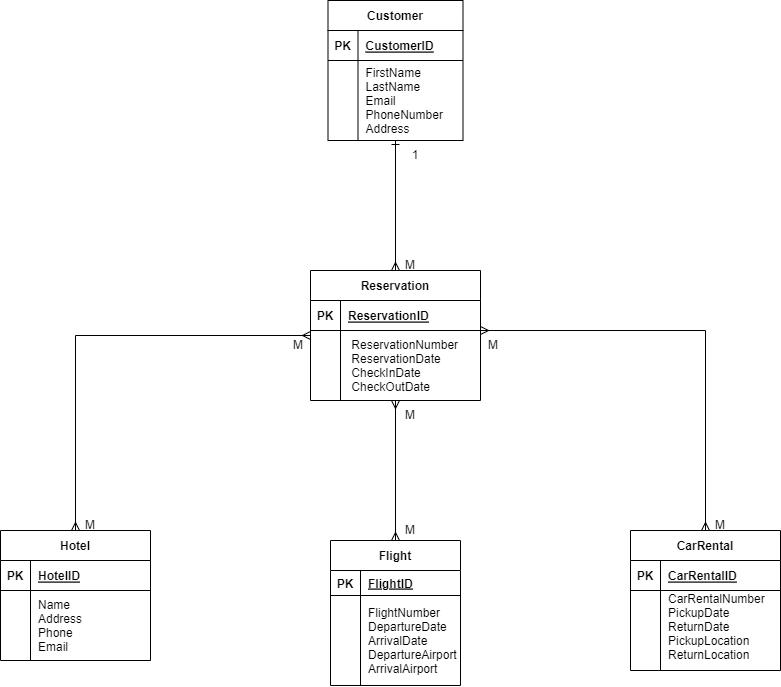 Customer
PK CustomerID
FirstName
LastName
Email
PhoneNumber
Address
1
M
Reservation
PK ReservationID
ReservationNumber
ReservationDate
CheckInDate
CheckOutDate
M
M
M
M
M
M
Hotel
PK HotelID
Name
Address
Phone
Email
Flight
PK FlightID
FlightNumber
DepartureDate
ArrivalDate
DepartureAirport
ArrivalAirport
CarRental
PK CarRentalID
CarRentalNumber
PickupDate
ReturnDate
PickupLocation
ReturnLocation